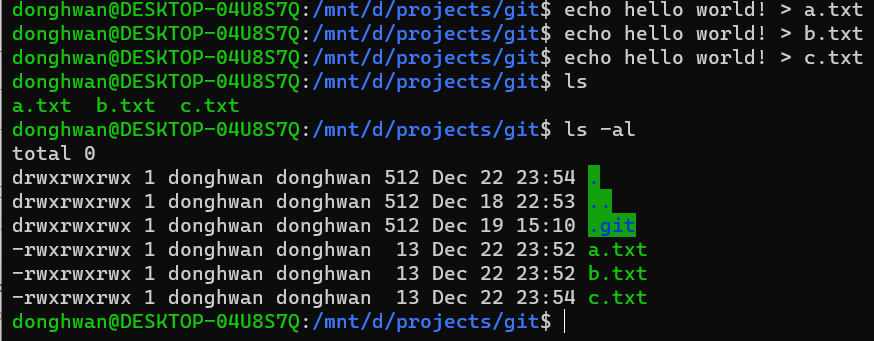 donghwan@DESKTOP-04U8S7Q:/mnt/d/projects/git$ echo hello world! > a.txt
donghwan@DESKTOP-04U8S7Q:/mnt/d/projects/git$ echo hello world! > b.txt
donghwan@DESKTOP-04U8S7Q:/mnt/d/projects/git$ echo hello world! > c.txt
donghwan@DESKTOP-04U8S7Q:/mnt/d/projects/git$ ls
a.txt  b.txt  c.txt
donghwan@DESKTOP-04U8S7Q:/mnt/d/projects/git$ ls -al
total 0
drwxrwxrwx 1 donghwan donghwan 512 Dec 22 23:54 .
drwxrwxrwx 1 donghwan donghwan 512 Dec 18 22:53 ..
drwxrwxrwx 1 donghwan donghwan 512 Dec 19 15:10 .git
-rwxrwxrwx 1 donghwan donghwan  13 Dec 22 23:52 a.txt
-rwxrwxrwx 1 donghwan donghwan  13 Dec 22 23:52 b.txt
-rwxrwxrwx 1 donghwan donghwan  13 Dec 22 23:54 c.txt
donghwan@DESKTOP-04U8S7Q:/mnt/d/projects/git$